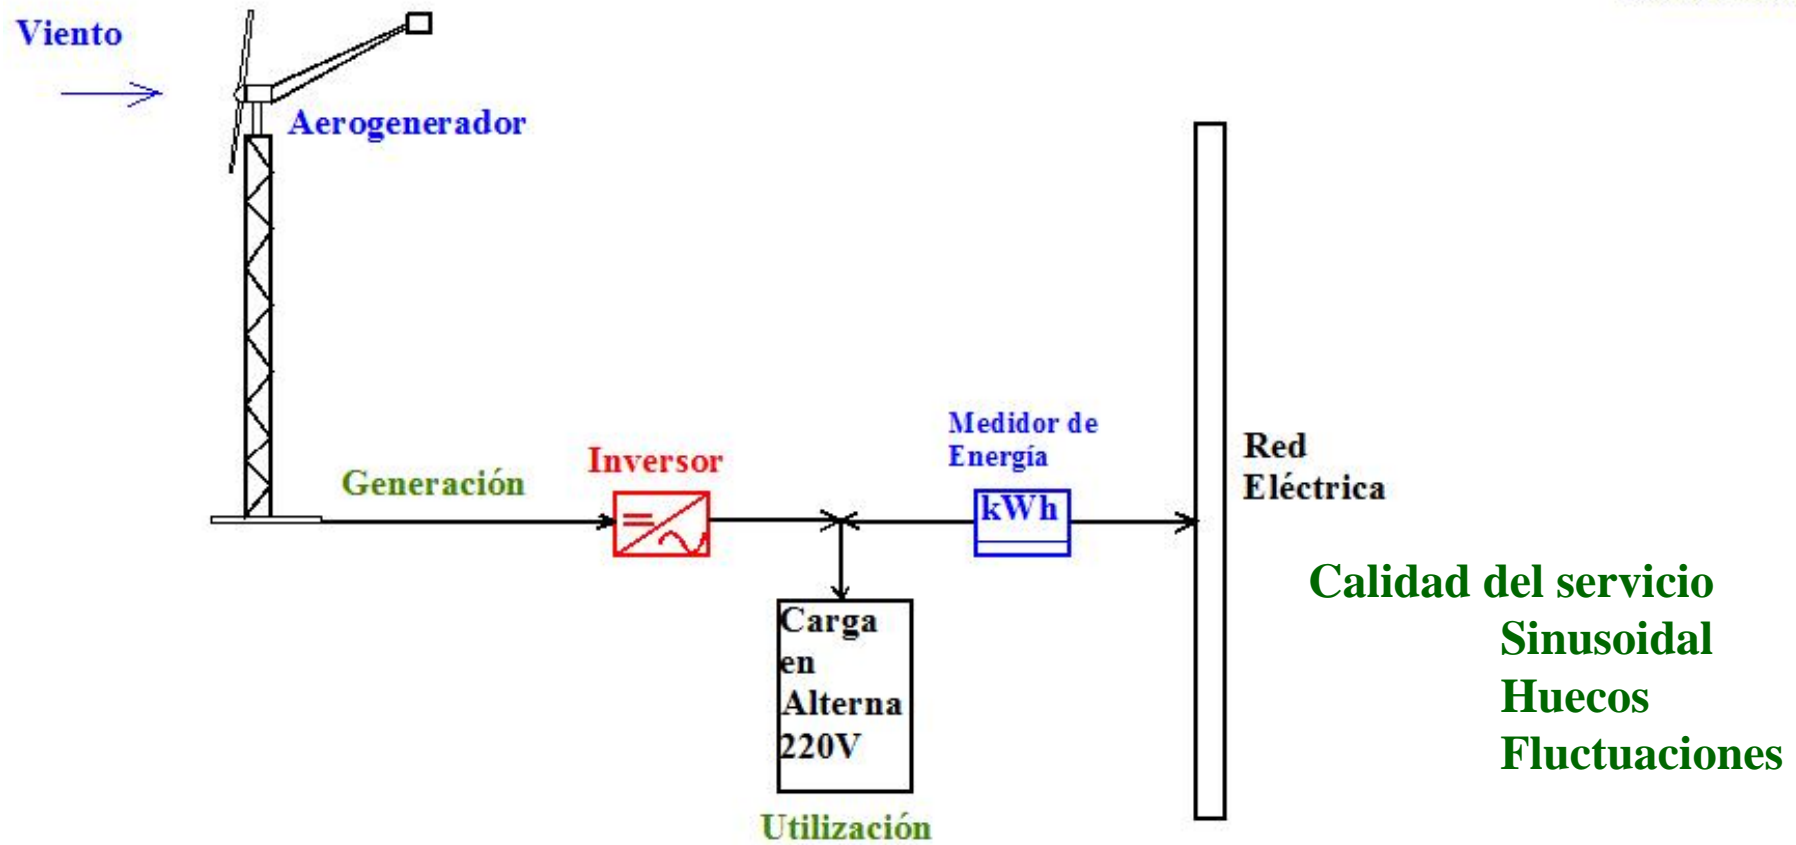 Viento
Aerogenerador
Generación
Inversor
Medidor de
Energía
kWh
Red
Eléctrica
Carga
en
Alterna
220V
Utilización
Calidad del servicio
Sinusoidal
Huecos
Fluctuaciones